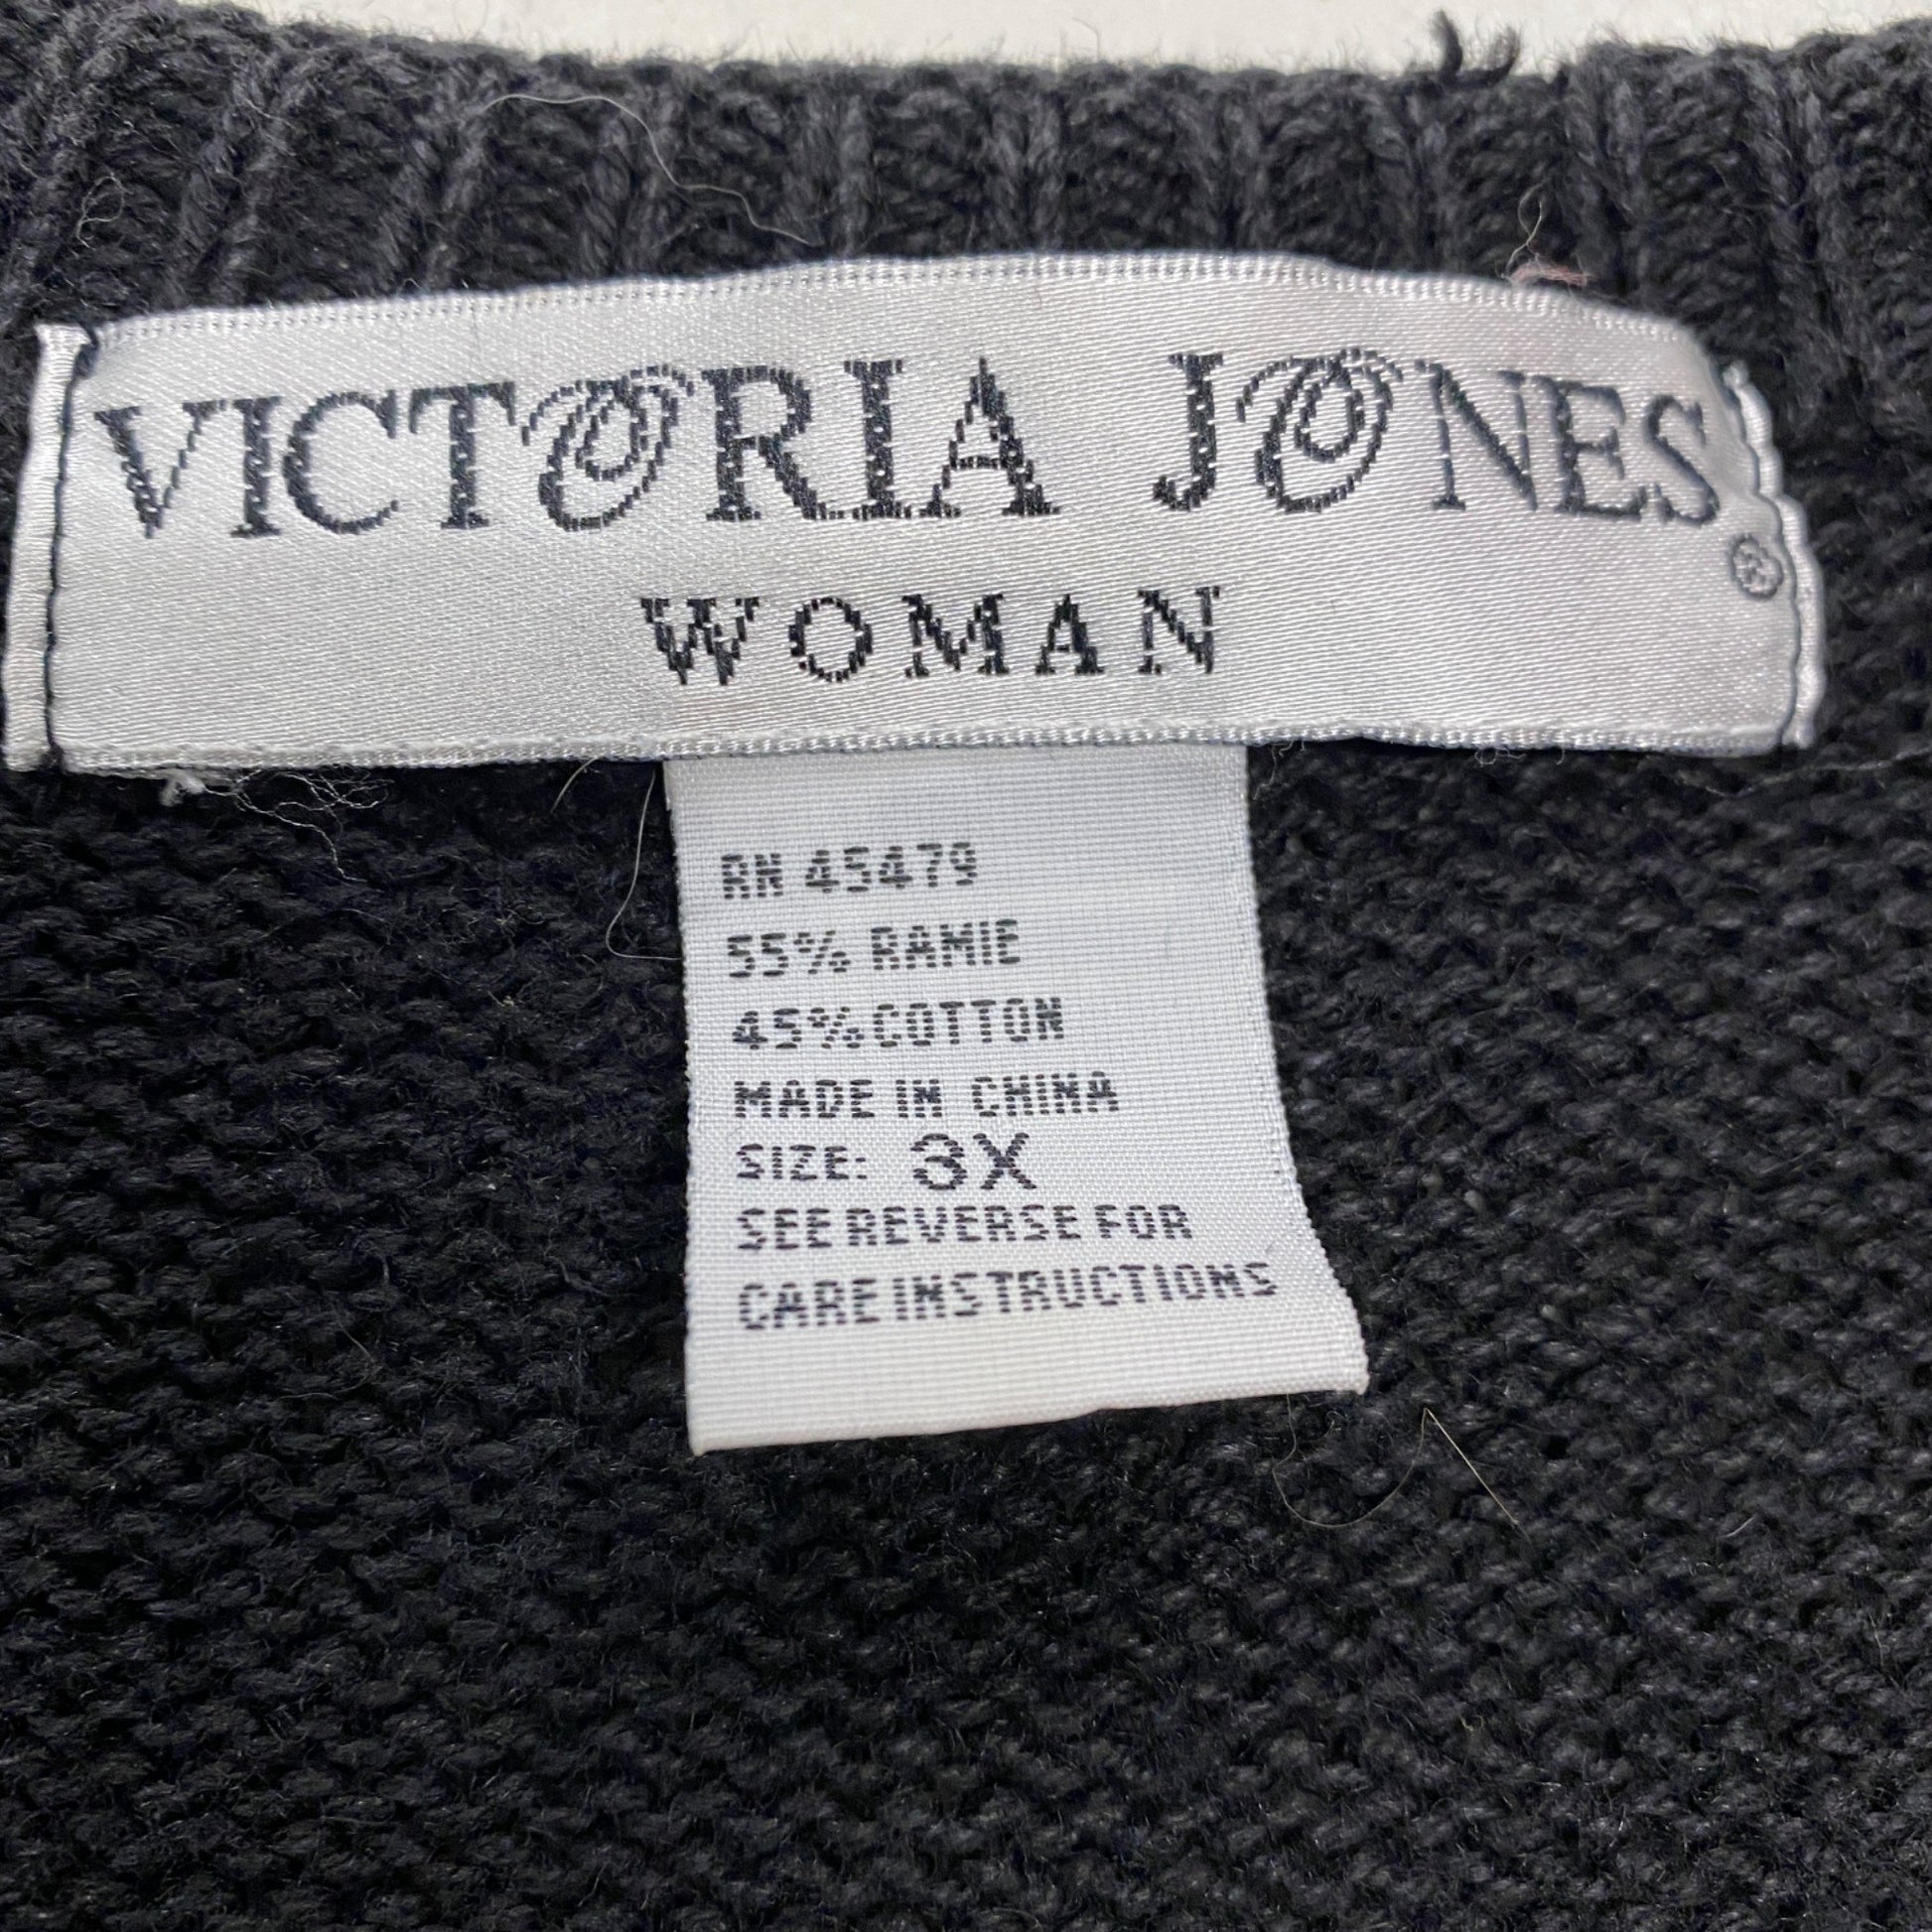 VICTORIA JONES®
WOMAN
RN 45479
55% RAMIE
45% COTTON
MADE IN CHINA
SIZE: 3X
SEE REVERSE FOR
CARE INSTRUCTIONS